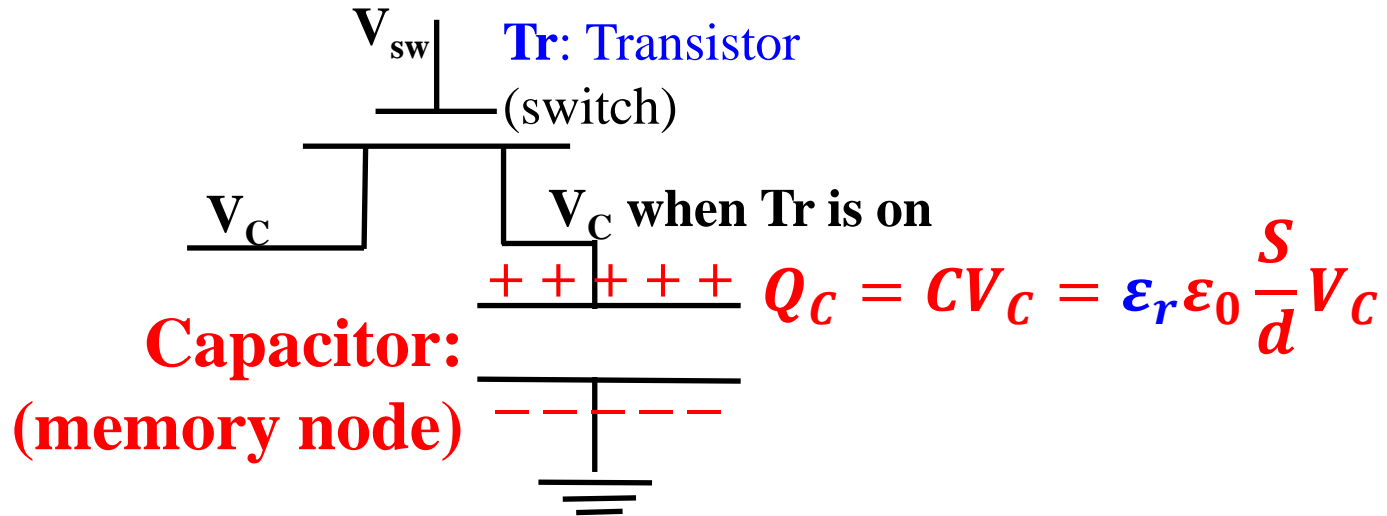 V_sw
Tr: Transistor
(switch)
V_C
V_C when Tr is on
+ + + + +
Q_C = CV_C = ε_r ε_0 S/d V_C
Capacitor:
(memory node)
− − − − −